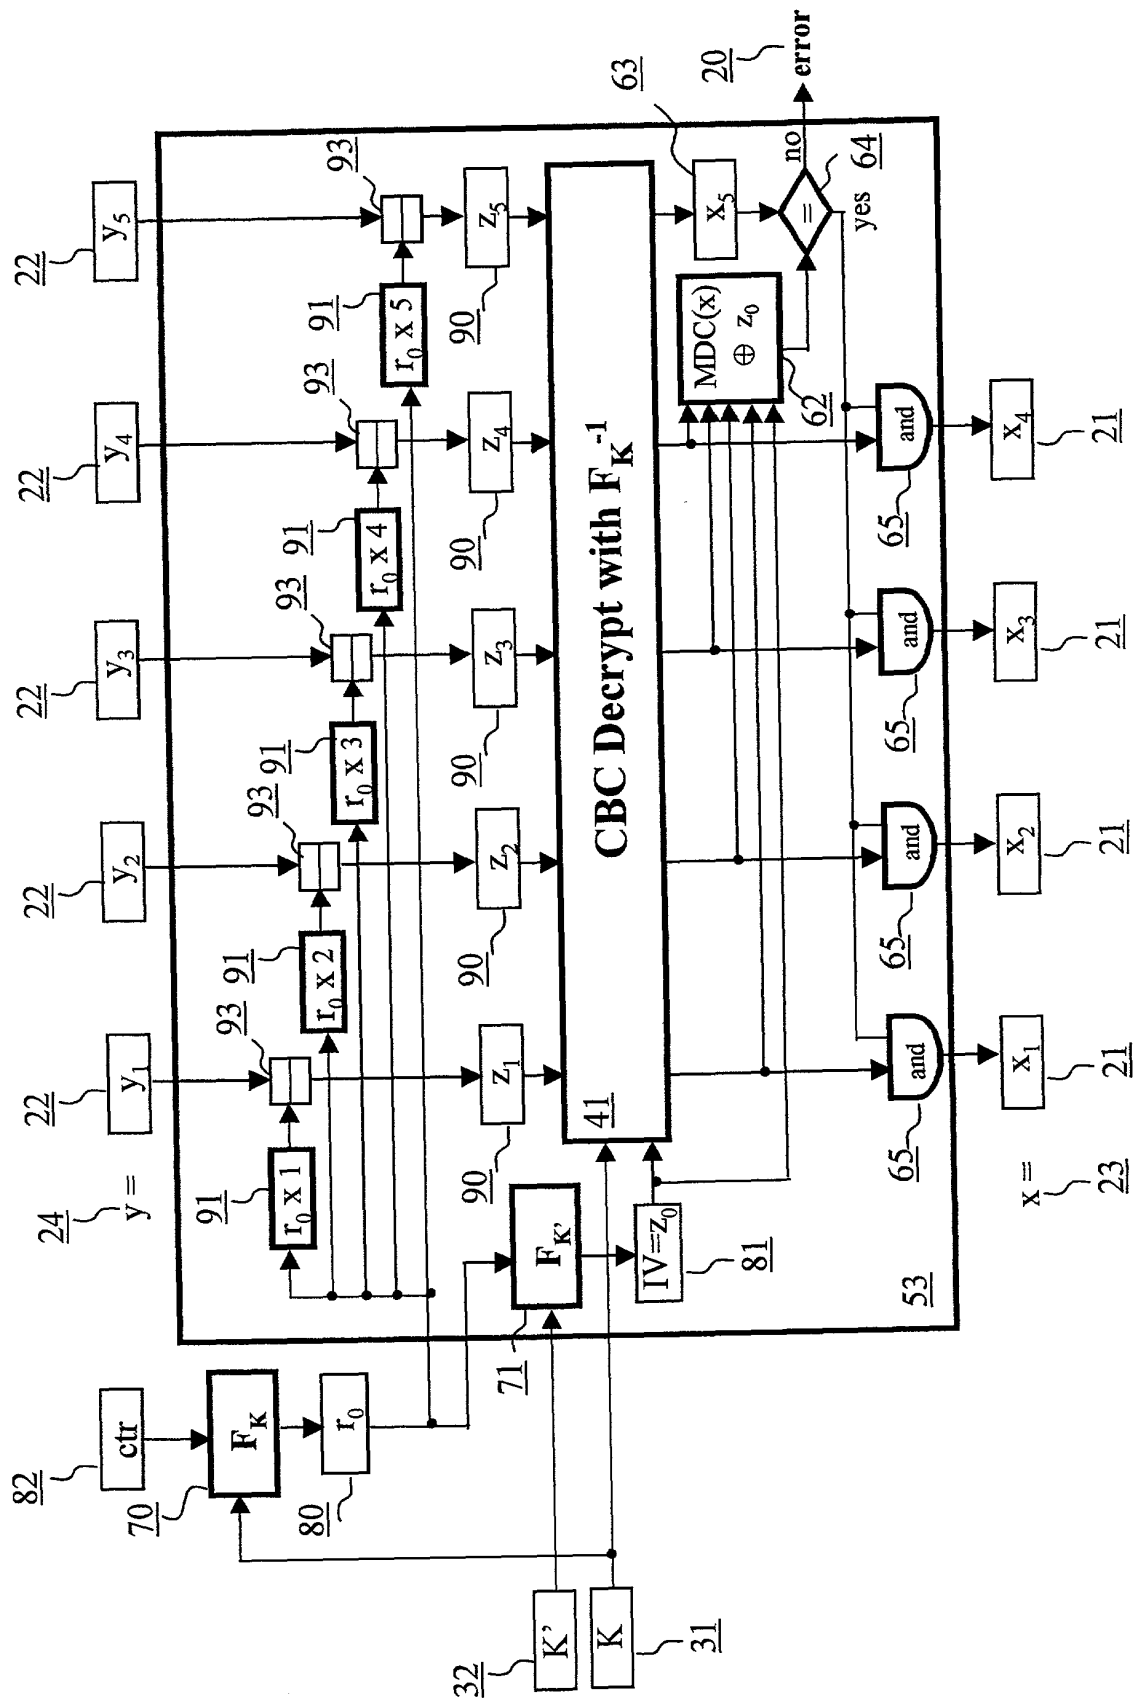 24 y = 22 y1 22 y2 22 y3 22 y4 22 y5
82 ctr
70 FK
80 r0
91 r0 x 1 93
91 r0 x 2 93
91 r0 x 3 93
91 r0 x 4 93
91 r0 x 5 93
90 z1 90 z2 90 z3 90 z4 90 z5
32 K'
31 K
71 FK'
81 IV=z0
41 CBC Decrypt with FK-1
MDC(x)
⊕ z0
62
x5 63
= 64
no
yes
20 error
65 and 65 and 65 and 65 and
53
23 x = x1 21 x2 21 x3 21 x4 21